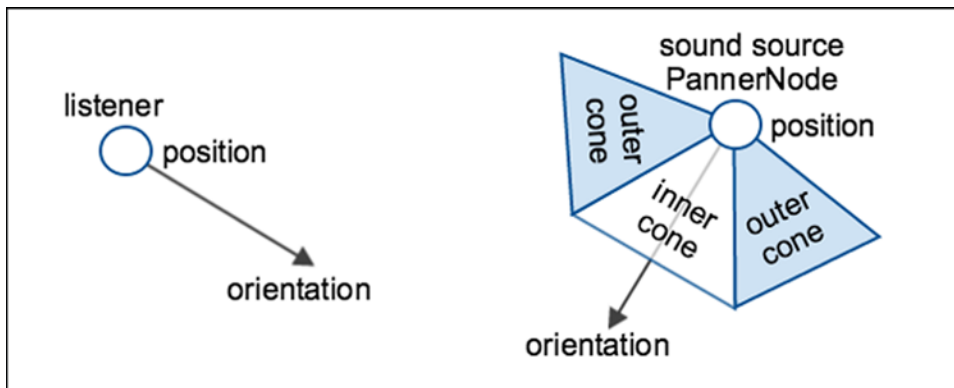 listener
position
orientation
sound source
PannerNode
position
outer
cone
inner
cone
outer
cone
orientation